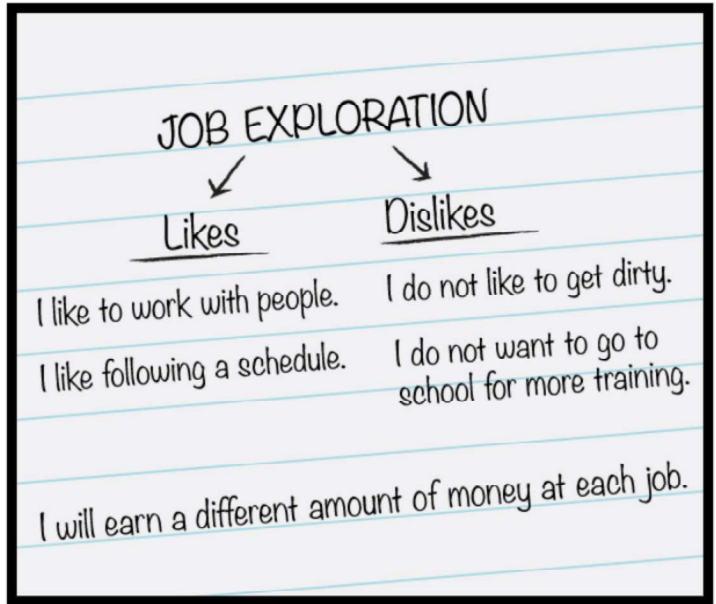 JOB EXPLORATION
Likes
Dislikes
I like to work with people.
I do not like to get dirty.
I like following a schedule.
I do not want to go to
school for more training.
I will earn a different amount of money at each job.